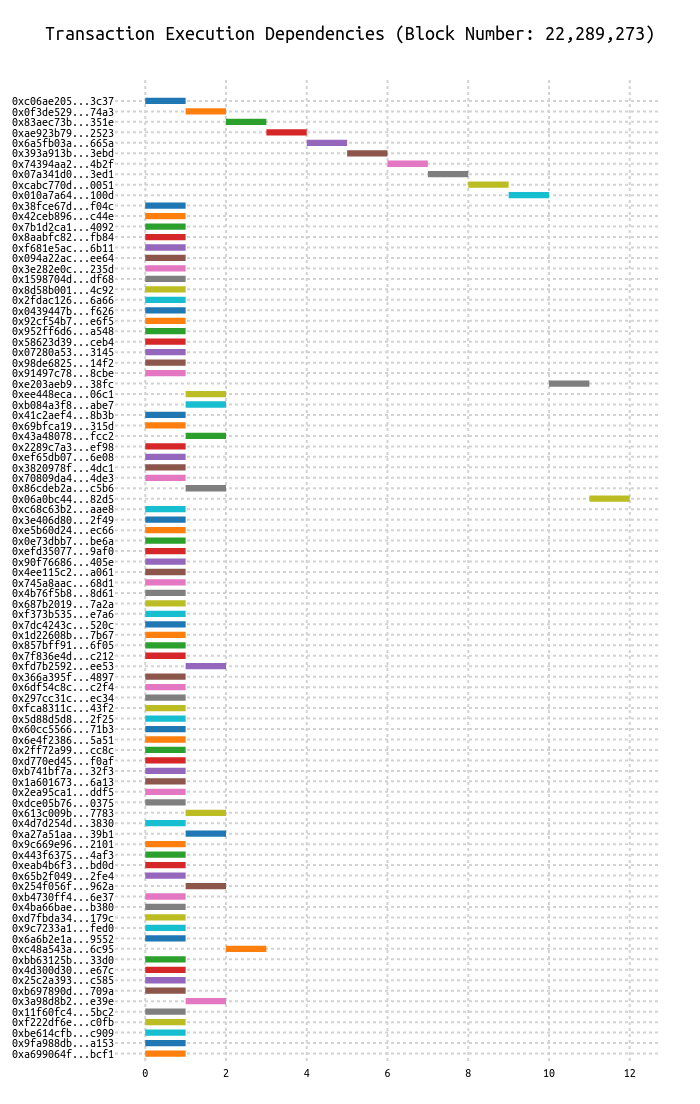 Transaction Execution Dependencies (Block Number: 22,289,273)
0xc06ae205...3c37
0x0f3de529...74a3
0x83aec73b...351e
0xae923b79...2523
0x6a5fb03a...665a
0x393a913b...3ebd
0x74394aa2...4b2f
0x07a341d0...3ed1
0xcabc770d...0051
0x010a7a64...100d
0x38fce67d...f04c
0x42ceb896...c44e
0x7b1d2ca1...4092
0x8aabfc82...fb84
0xf681e5ac...6b11
0x094a22ac...ee64
0x3e282e0c...235d
0x1598704d...df68
0x8d58b001...4c92
0x2fdac126...6a66
0x0439447b...f626
0x92cf54b7...e6f5
0x952ff6d6...a548
0x58623d39...ceb4
0x07280a53...3145
0x98de6825...14f2
0x91497c78...8cbe
0xe203aeb9...38fc
0xee448eca...06c1
0xb084a3f8...abe7
0x41c2aef4...8b3b
0x69bfca19...315d
0x43a48078...fcc2
0x2289c7a3...ef98
0xef65db07...6e08
0x3820978f...4dc1
0x70809da4...4de3
0x86cdeb2a...c5b6
0x06a0bc44...82d5
0xc68c63b2...aae8
0x3e406d80...2f49
0xe5b60d24...ec66
0x0e73dbb7...be6a
0xefd35077...9af0
0x90f76686...405e
0x4ee115c2...a061
0x745a8aac...68d1
0x4b76f5b8...8d61
0x687b2019...7a2a
0xf373b535...e7a6
0x7dc4243c...520c
0x1d22608b...7b67
0x857bff91...6f05
0x7f836e4d...c212
0xfd7b2592...ee53
0x366a395f...4897
0x6df54c8c...c2f4
0x297cc31c...ec34
0xfca8311c...43f2
0x5d88d5d8...2f25
0x60cc5566...71b3
0x6e4f2386...5a51
0x2ff72a99...cc8c
0xd770ed45...f0af
0xb741bf7a...32f3
0x1a601673...6a13
0x2ea95ca1...ddf5
0xdce05b76...0375
0x613c009b...7783
0x4d7d254d...3830
0xa27a51aa...39b1
0x9c669e96...2101
0x443f6375...4af3
0xeab4b6f3...bd0d
0x65b2f049...2fe4
0x254f056f...962a
0xb4730ff4...6e37
0x4ba66bae...b380
0xd7fbda34...179c
0x9c7233a1...fed0
0x6a6b2e1a...9552
0xc48a543a...6c95
0xbb63125b...33d0
0x4d300d30...e67c
0x25c2a393...c585
0xb697890d...709a
0x3a98d8b2...e39e
0x11f60fc4...5bc2
0xf222df6e...c0fb
0xbe614cfb...c909
0x9fa988db...a153
0xa699064f...bcf1
0 2 4 6 8 10 12